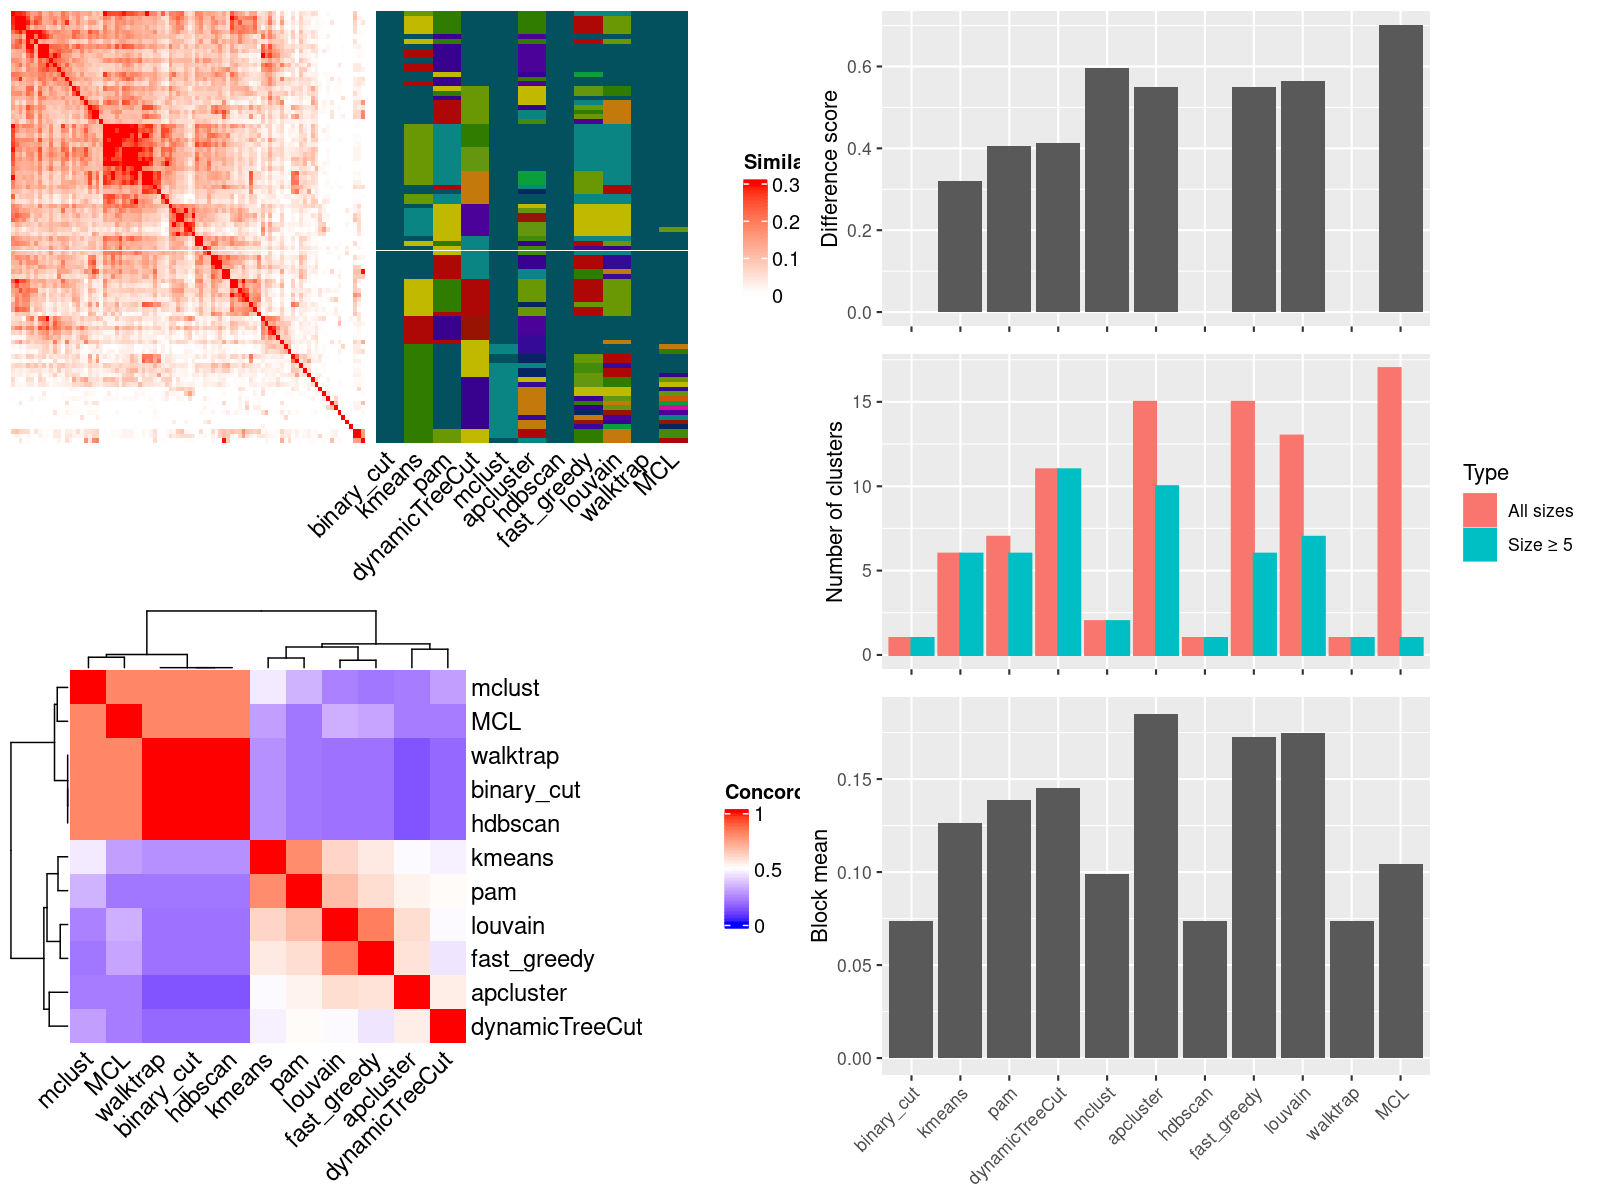 Simila
0.3
0.2
0.1
0
binary_cut
kmeans
pam
dynamicTreeCut
mclust
apcluster
hdbscan
fast_greedy
louvain
walktrap
MCL
mclust
MCL
walktrap
binary_cut
hdbscan
kmeans
pam
louvain
fast_greedy
apcluster
dynamicTreeCut
mclust
MCL
walktrap
binary_cut
hdbscan
kmeans
pam
louvain
fast_greedy
apcluster
dynamicTreeCut
Concord
1
0.5
0
Difference score
0.6
0.4
0.2
0.0
Number of clusters
15
10
5
0
Type
All sizes
Size ≥ 5
Block mean
0.15
0.10
0.05
0.00
binary_cut
kmeans
pam
dynamicTreeCut
mclust
apcluster
hdbscan
fast_greedy
louvain
walktrap
MCL